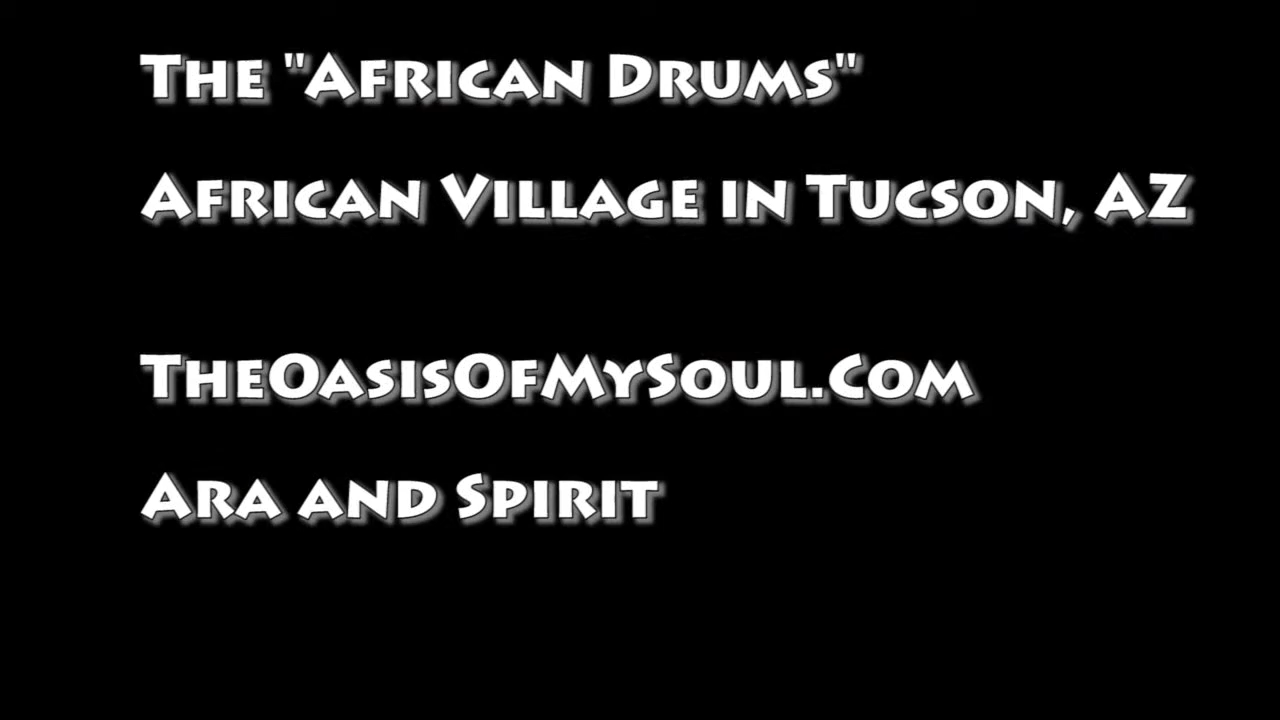 The "African Drums"
African Village in Tucson, AZ
TheOasisOfMySoul.Com
Ara and Spirit